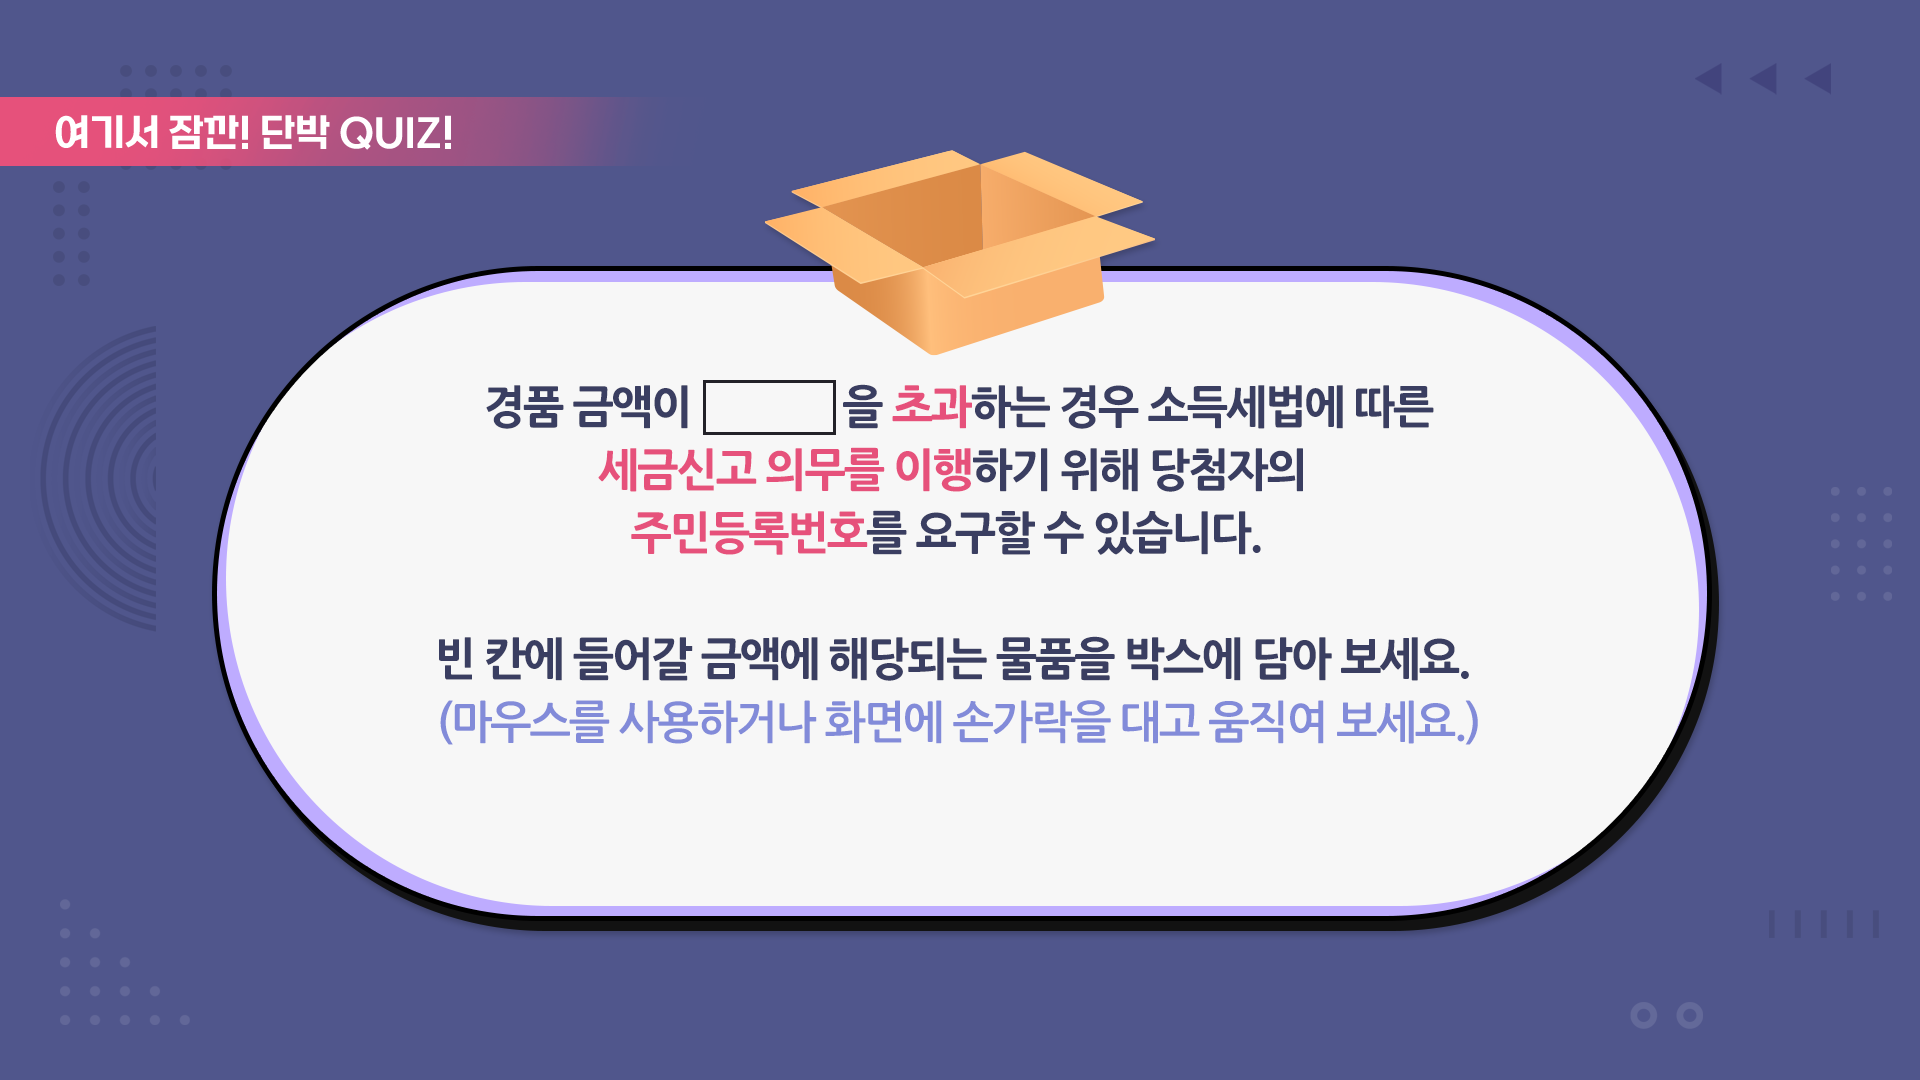 여기서 잠깐! 단박 QUIZ!
경품 금액이 을 초과하는 경우 소득세법에 따른
세금신고 의무를 이행하기 위해 당첨자의
주민등록번호를 요구할 수 있습니다.
빈 칸에 들어갈 금액에 해당되는 물품을 박스에 담아 보세요.
(마우스를 사용하거나 화면에 손가락을 대고 움직여 보세요.)